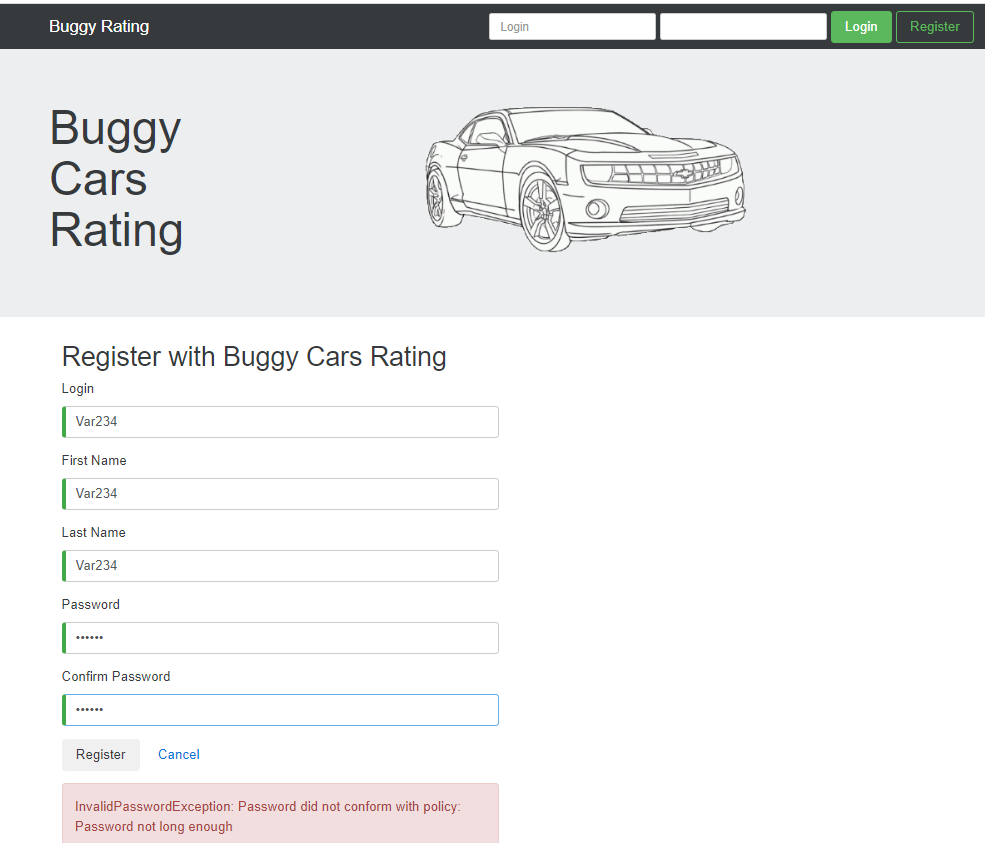 Buggy Rating
Login
Login
Register
Buggy
Cars
Rating
Register with Buggy Cars Rating
Login
Var234
First Name
Var234
Last Name
Var234
Password
••••••
Confirm Password
••••••
Register
Cancel
InvalidPasswordException: Password did not conform with policy:
Password not long enough